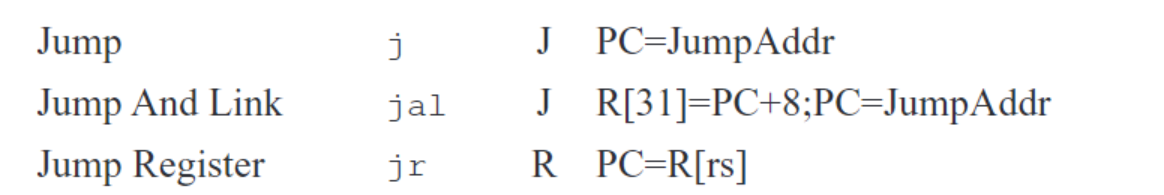 Jump j J PC=JumpAddr
Jump And Link jal J R[31]=PC+8;PC=JumpAddr
Jump Register jr R PC=R[rs]